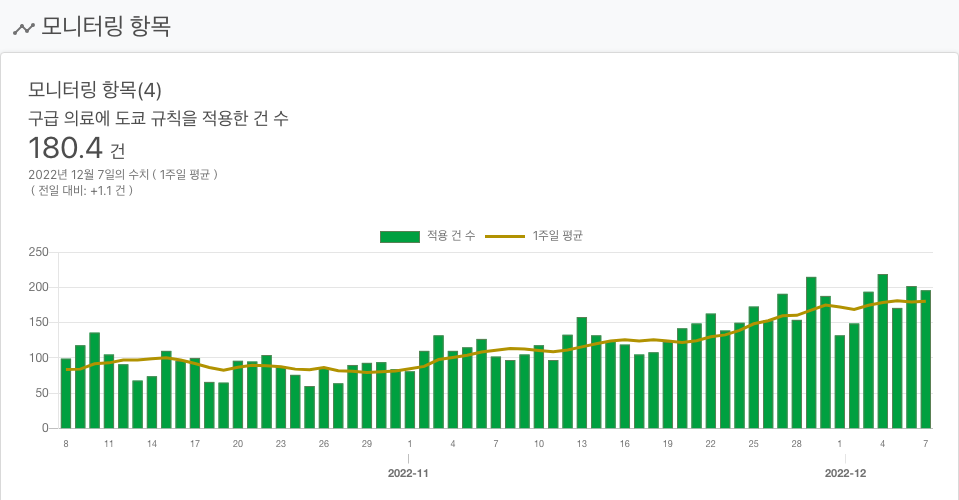 모니터링 항목
모니터링 항목(4)
구급 의료에 도쿄 규칙을 적용한 건 수
180.4 건
2022년 12월 7일의 수치 ( 1주일 평균 )
( 전일 대비: +1.1 건 )
적용 건 수 1주일 평균
250
200
150
100
50
0
8 11 14 17 20 23 26 29 1 4 7 10 13 16 19 22 25 28 1 4 7
2022-11 2022-12